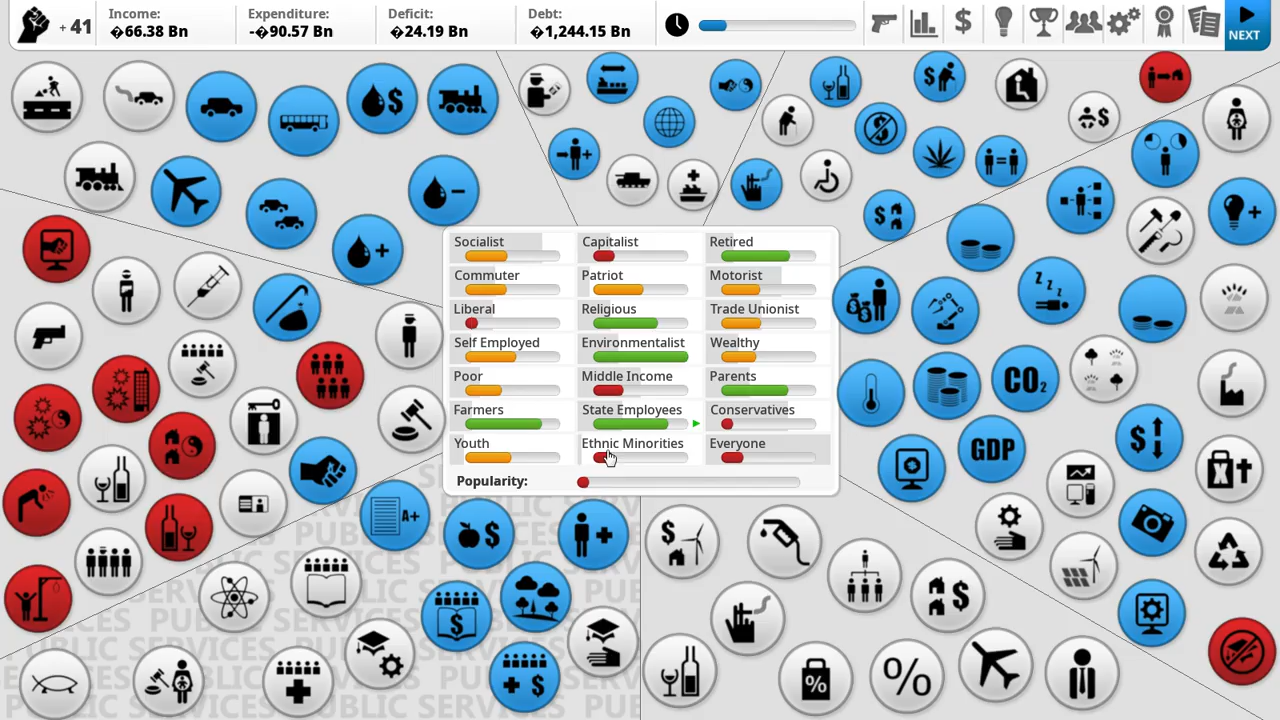 Income:
Expenditure:
Deficit:
Debt:
+ 41
�66.38 Bn
-�90.57 Bn
�24.19 Bn
�1,244.15 Bn
NEXT
Socialist
Capitalist
Retired
Commuter
Patriot
Motorist
Liberal
Religious
Trade Unionist
Self Employed
Environmentalist
Wealthy
Poor
Middle Income
Parents
Farmers
State Employees
Conservatives
Youth
Ethnic Minorities
Everyone
Popularity:
CO2
GDP
A+
PUBLIC SERVICES